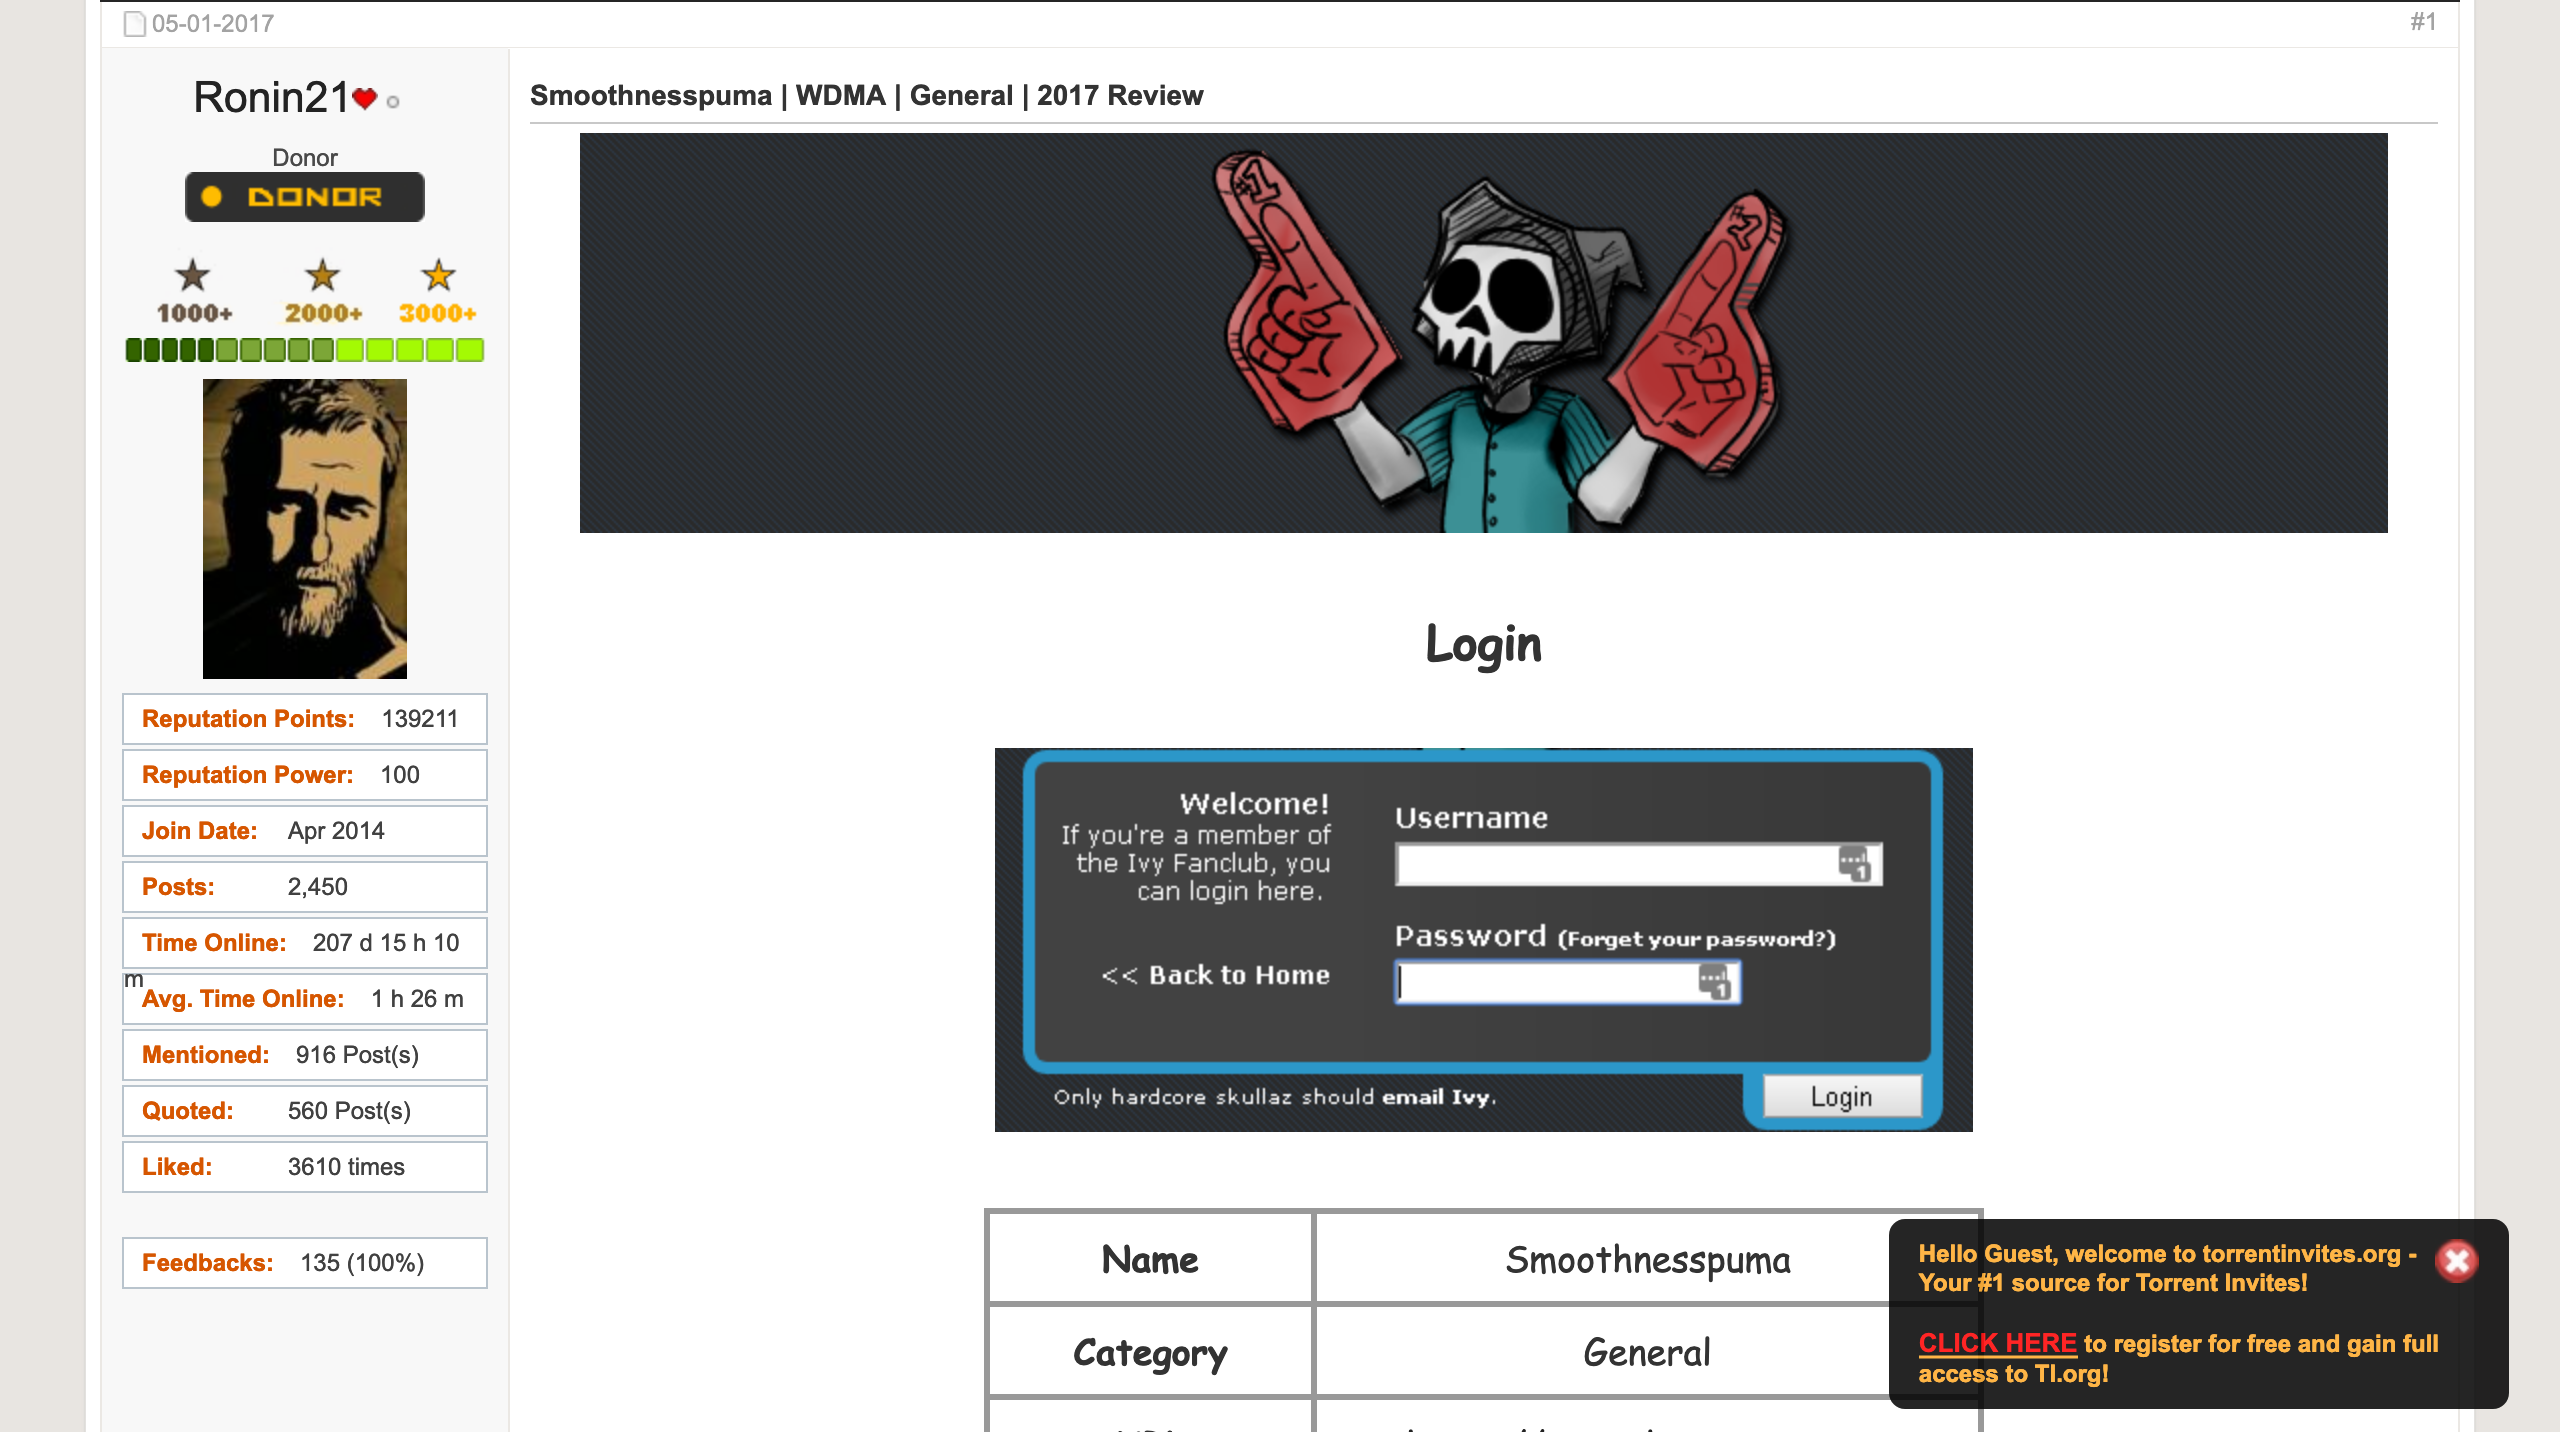 05-01-2017
#1
Ronin21
Donor
DONOR
1000+ 2000+ 3000+
Reputation Points: 139211
Reputation Power: 100
Join Date: Apr 2014
Posts: 2,450
Time Online: 207 d 15 h 10
m
Avg. Time Online: 1 h 26 m
Mentioned: 916 Post(s)
Quoted: 560 Post(s)
Liked: 3610 times
Feedbacks: 135 (100%)
Smoothnesspuma | WDMA | General | 2017 Review
#1
#1
Login
Welcome!
If you're a member of
the Ivy Fanclub, you
can login here.
<< Back to Home
Username
Password (Forget your password?)
Only hardcore skullaz should email Ivy.
Login
Name Smoothnesspuma
Category General
Hello Guest, welcome to torrentinvites.org -
Your #1 source for Torrent Invites!
CLICK HERE to register for free and gain full
access to TI.org!